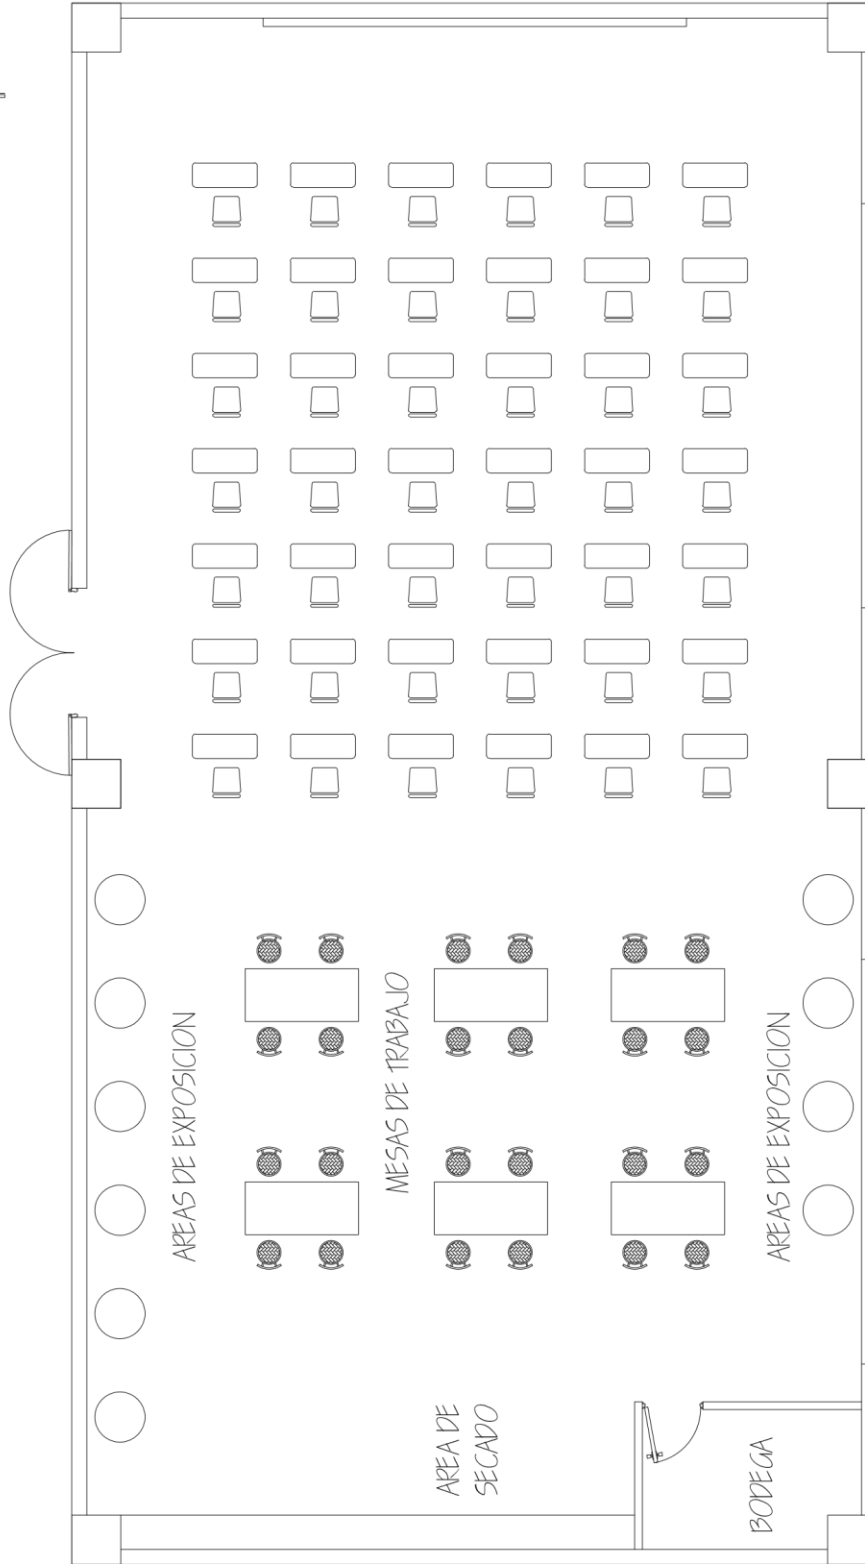 AREAS DE EXPOSICION
MESAS DE TRABAJO
AREAS DE EXPOSICION
AREA DE
SECADO
BODEGA